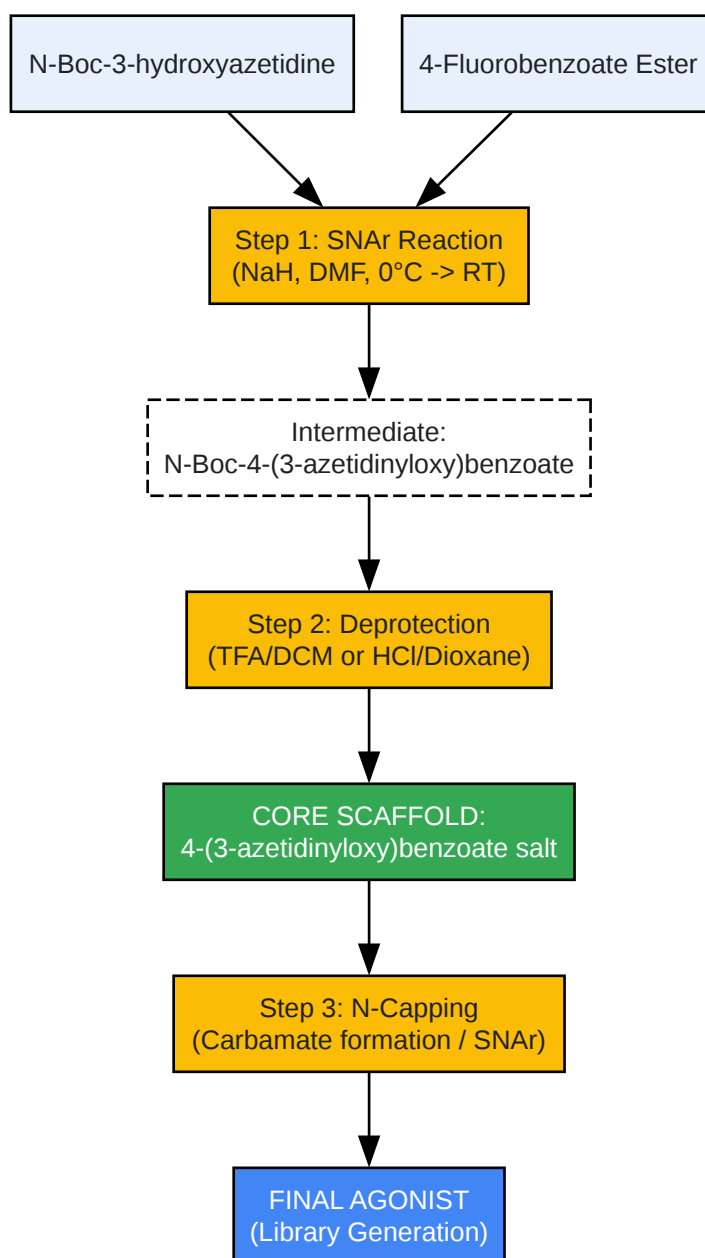 N-Boc-3-hydroxyazetidine
4-Fluorobenzoate Ester
Step 1: SNAr Reaction
(NaH, DMF, 0°C -> RT)
Intermediate:
N-Boc-4-(3-azetidinyloxy)benzoate
Step 2: Deprotection
(TFA/DCM or HCl/Dioxane)
CORE SCAFFOLD:
4-(3-azetidinyloxy)benzoate salt
Step 3: N-Capping
(Carbamate formation / SNAr)
FINAL AGONIST
(Library Generation)